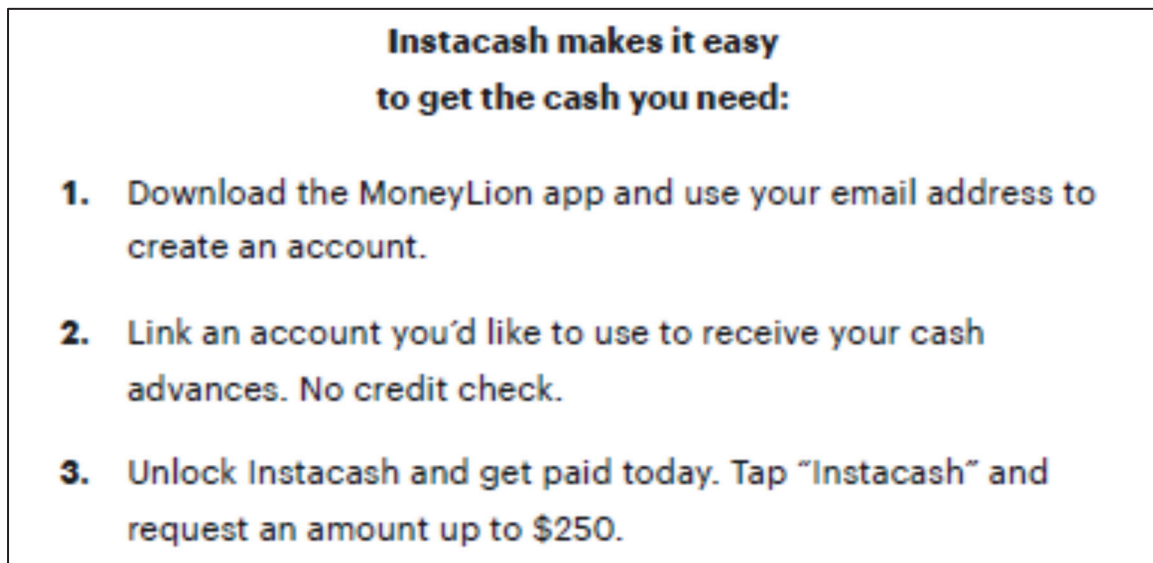 Instacash makes it easy
to get the cash you need:
1. Download the MoneyLion app and use your email address to
create an account.
2. Link an account you´d like to use to receive your cash
advances. No credit check.
3. Unlock Instacash and get paid today. Tap ˝Instacash˝ and
request an amount up to $250.